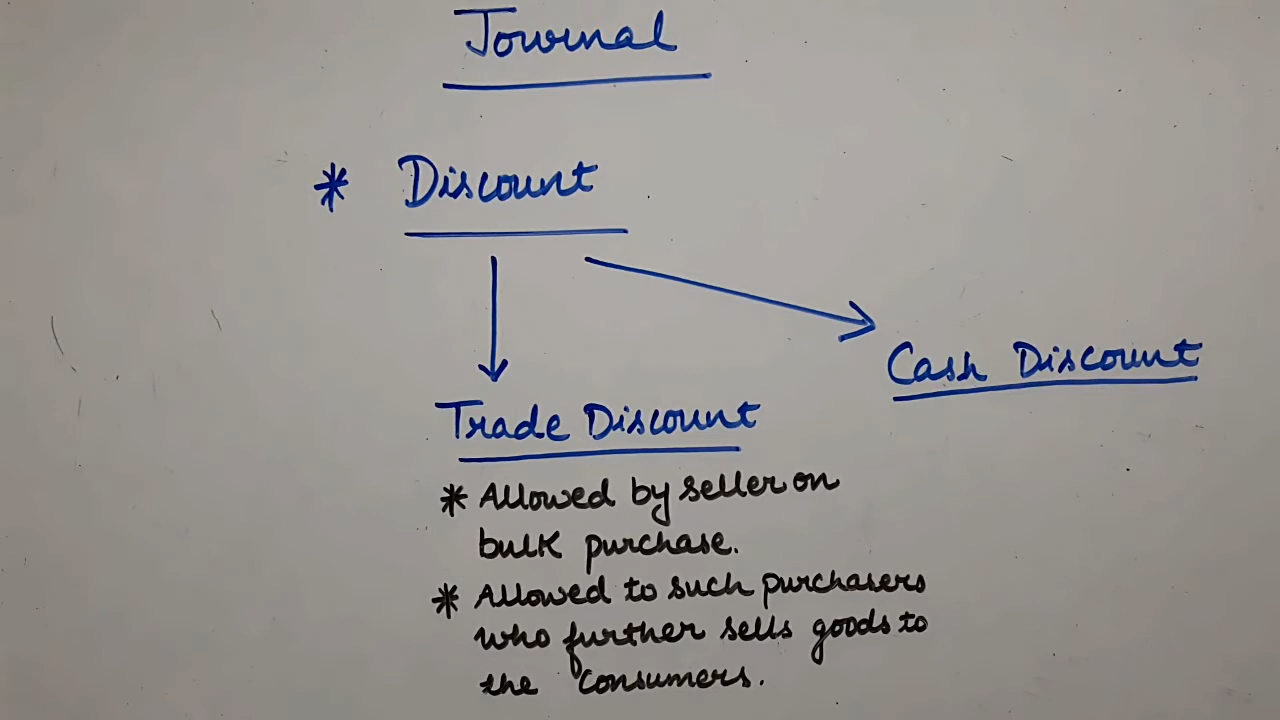 Journal
* Discount
Cash Discount
Trade Discount
* Allowed by seller on
bulk purchase.
* Allowed to such purchasers
who further sells goods to
the consumers.